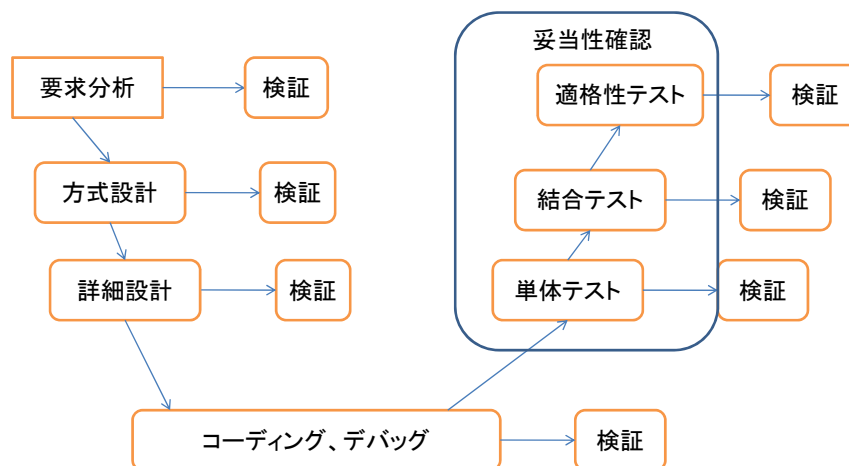 妥当性確認
要求分析
検証
適格性テスト
検証
方式設計
検証
結合テスト
検証
詳細設計
検証
単体テスト
検証
コーディング、デバッグ
検証